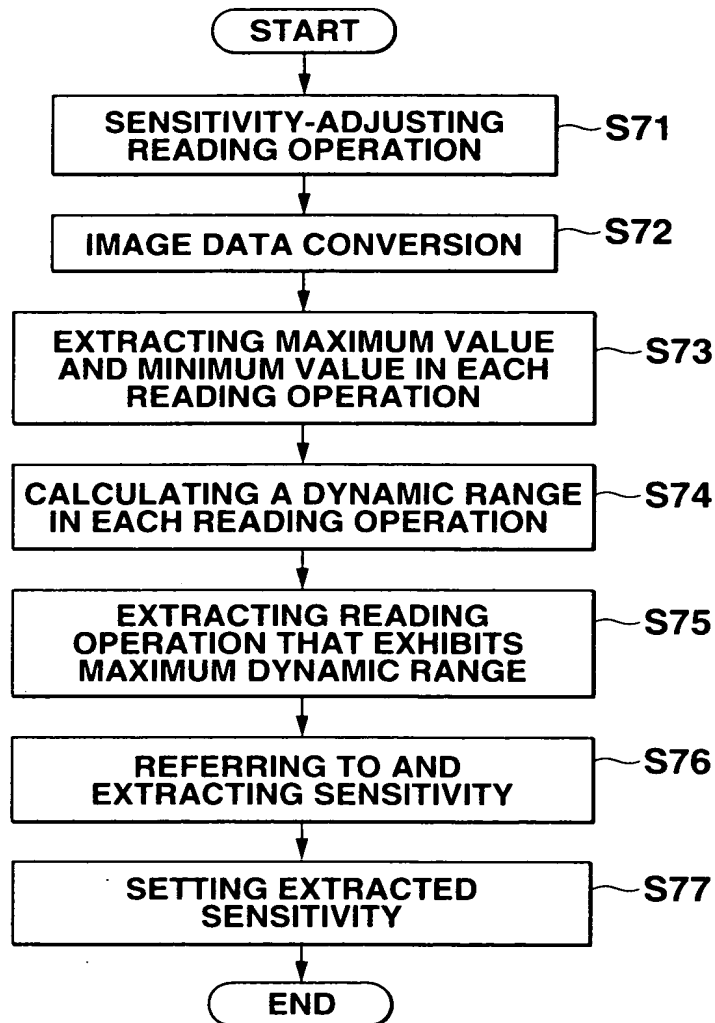 START
SENSITIVITY-ADJUSTING
READING OPERATION
S71
IMAGE DATA CONVERSION
S72
EXTRACTING MAXIMUM VALUE
AND MINIMUM VALUE IN EACH
READING OPERATION
S73
CALCULATING A DYNAMIC RANGE
IN EACH READING OPERATION
S74
EXTRACTING READING
OPERATION THAT EXHIBITS
MAXIMUM DYNAMIC RANGE
S75
REFERRING TO AND
EXTRACTING SENSITIVITY
S76
SETTING EXTRACTED
SENSITIVITY
S77
END